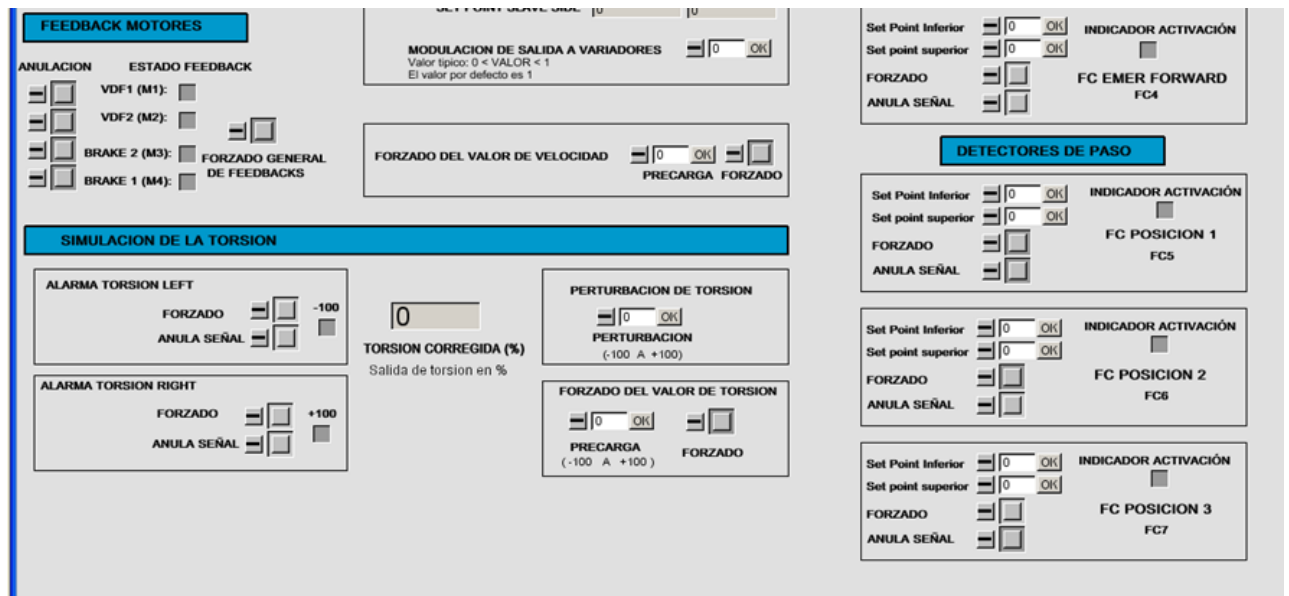 FEEDBACK MOTORES
ANULACION ESTADO FEEDBACK
VDF1 (M1):
VDF2 (M2):
BRAKE 2 (M3):
BRAKE 1 (M4):
FORZADO GENERAL
DE FEEDBACKS
SET POINT SLAVE SIDE 0 0
MODULACION DE SALIDA A VARIADORES 0 OK
Valor tipico: 0 < VALOR < 1
El valor por defecto es 1
FORZADO DEL VALOR DE VELOCIDAD 0 OK
PRECARGA FORZADO
SIMULACION DE LA TORSION
ALARMA TORSION LEFT
FORZADO -100
ANULA SEÑAL
ALARMA TORSION RIGHT
FORZADO +100
ANULA SEÑAL
0
TORSION CORREGIDA (%)
Salida de torsion en %
PERTURBACION DE TORSION
0 OK
PERTURBACION
(-100 A +100)
FORZADO DEL VALOR DE TORSION
0 OK
PRECARGA FORZADO
(-100 A +100 )
Set Point Inferior 0 OK INDICADOR ACTIVACIÓN
Set point superior 0 OK
FORZADO FC EMER FORWARD
ANULA SEÑAL FC4
DETECTORES DE PASO
Set Point Inferior 0 OK INDICADOR ACTIVACIÓN
Set point superior 0 OK
FORZADO FC POSICION 1
ANULA SEÑAL FC5
Set Point Inferior 0 OK INDICADOR ACTIVACIÓN
Set point superior 0 OK
FORZADO FC POSICION 2
ANULA SEÑAL FC6
Set Point Inferior 0 OK INDICADOR ACTIVACIÓN
Set point superior 0 OK
FORZADO FC POSICION 3
ANULA SEÑAL FC7